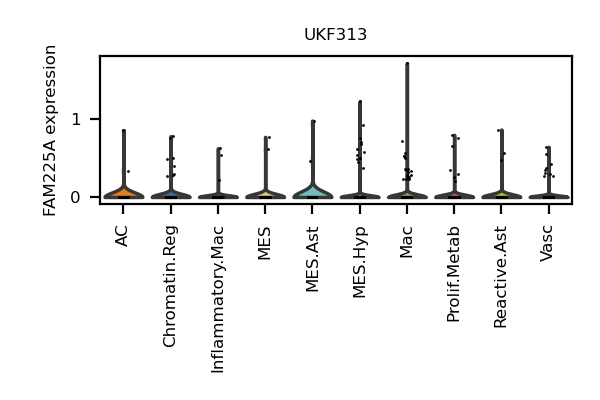 UKF313
FAM225A expression
1
0
AC
Chromatin.Reg
Inflammatory.Mac
MES
MES.Ast
MES.Hyp
Mac
Prolif.Metab
Reactive.Ast
Vasc